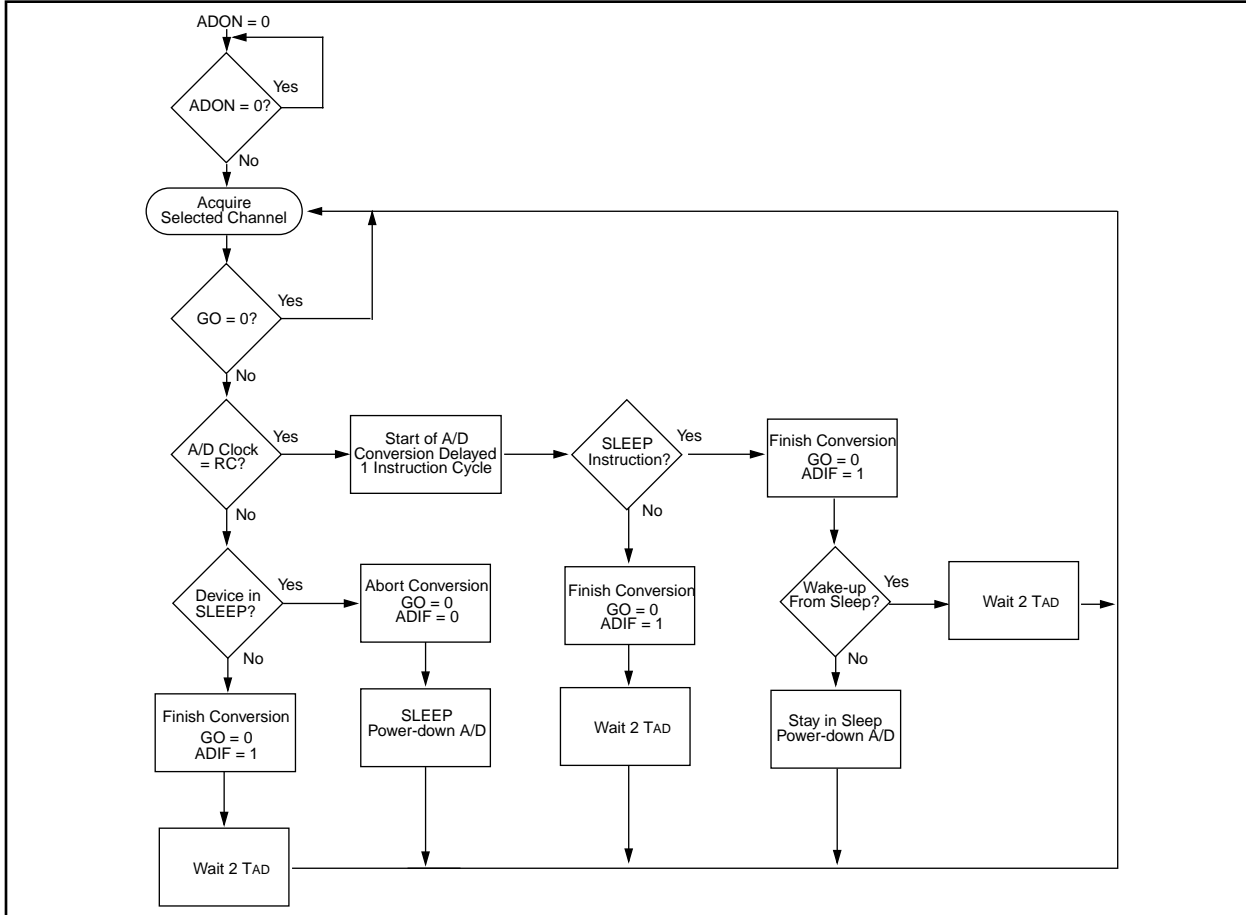 ADON = 0
Yes
ADON = 0?
No
Acquire
Selected Channel
Yes
GO = 0?
No
A/D Clock
= RC?
Yes
Start of A/D
Conversion Delayed
1 Instruction Cycle
SLEEP
Instruction?
Yes
Finish Conversion
GO = 0
ADIF = 1
No
No
Device in
SLEEP?
Yes
Abort Conversion
GO = 0
ADIF = 0
Finish Conversion
GO = 0
ADIF = 1
Wake-up
From Sleep?
Yes
Wait 2 TAD
No
No
Finish Conversion
GO = 0
ADIF = 1
SLEEP
Power-down A/D
Wait 2 TAD
Stay in Sleep
Power-down A/D
Wait 2 TAD